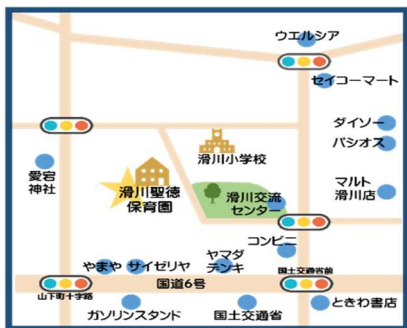 ウエルシア
セイコーマート
ダイソー
パシオス
滑川小学校
愛宕
神社
滑川聖徳
保育園
滑川交流
センター
マルト
滑川店
コンビニ
やまや
サイゼリヤ
ヤマダ
デンキ
国土交通省前
国道6号
山下町十字路
ガソリンスタンド
国土交通省
ときわ書店